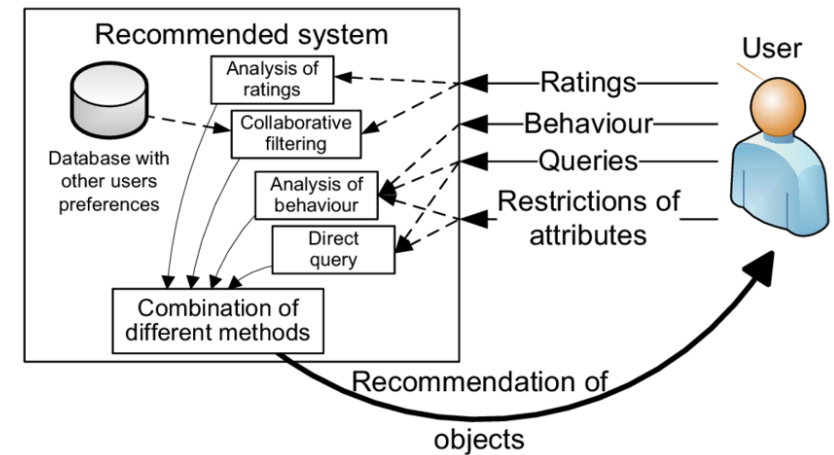 Recommended system
User
Analysis of
ratings
Collaborative
filtering
Database with
other users
preferences
Analysis of
behaviour
Direct
query
Combination of
different methods
Ratings
Behaviour
Queries
Restrictions of
attributes
Recommendation of
objects